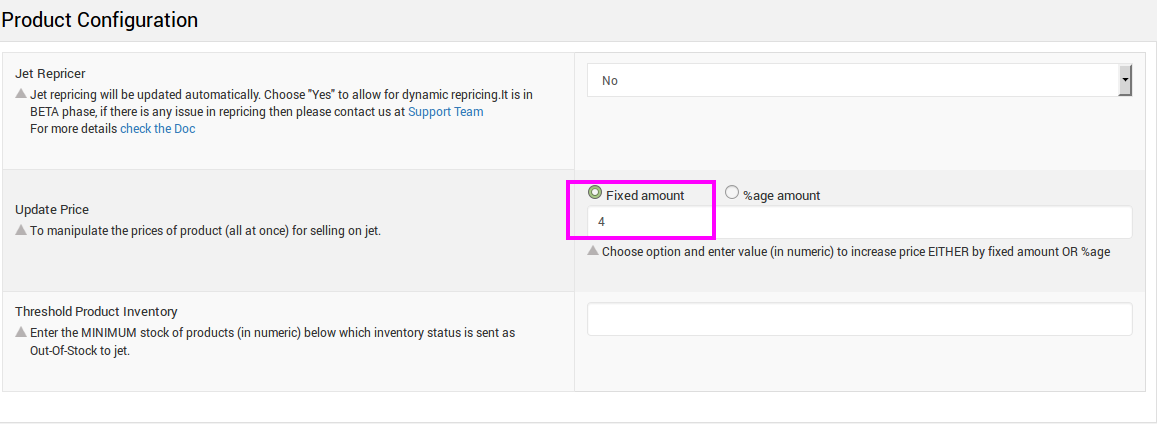 Product Configuration
Jet Repricer
Jet repricing will be updated automatically. Choose "Yes" to allow for dynamic repricing.It is in
BETA phase, if there is any issue in repricing then please contact us at Support Team
For more details check the Doc
No
Update Price
To manipulate the prices of product (all at once) for selling on jet.
Fixed amount
%age amount
4
Choose option and enter value (in numeric) to increase price EITHER by fixed amount OR %age
Threshold Product Inventory
Enter the MINIMUM stock of products (in numeric) below which inventory status is sent as
Out-Of-Stock to jet.